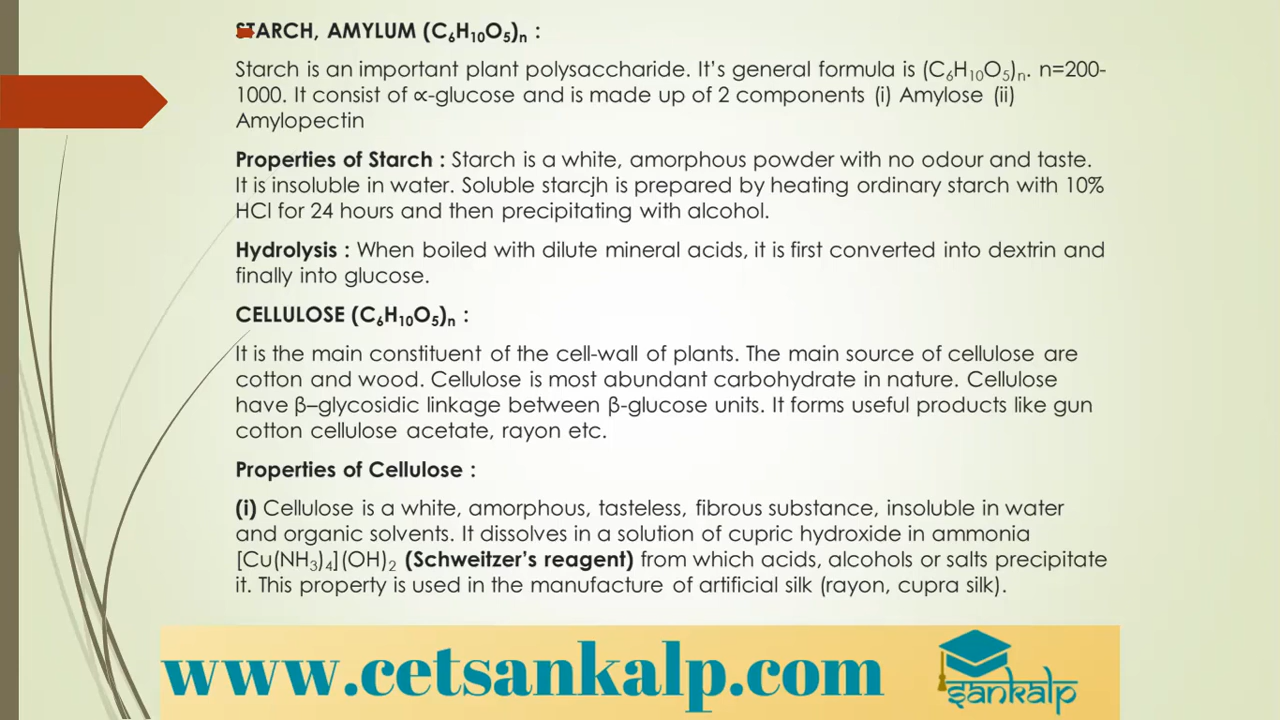 STARCH, AMYLUM (C₆H₁₀O₅)ₙ :
Starch is an important plant polysaccharide. It’s general formula is (C₆H₁₀O₅)ₙ. n=200-
1000. It consist of ∝-glucose and is made up of 2 components (i) Amylose (ii)
Amylopectin
Properties of Starch : Starch is a white, amorphous powder with no odour and taste.
It is insoluble in water. Soluble starcjh is prepared by heating ordinary starch with 10%
HCl for 24 hours and then precipitating with alcohol.
Hydrolysis : When boiled with dilute mineral acids, it is first converted into dextrin and
finally into glucose.
CELLULOSE (C₆H₁₀O₅)ₙ :
It is the main constituent of the cell-wall of plants. The main source of cellulose are
cotton and wood. Cellulose is most abundant carbohydrate in nature. Cellulose
have β–glycosidic linkage between β-glucose units. It forms useful products like gun
cotton cellulose acetate, rayon etc.
Properties of Cellulose :
(i) Cellulose is a white, amorphous, tasteless, fibrous substance, insoluble in water
and organic solvents. It dissolves in a solution of cupric hydroxide in ammonia
[Cu(NH₃)₄](OH)₂ (Schweitzer’s reagent) from which acids, alcohols or salts precipitate
it. This property is used in the manufacture of artificial silk (rayon, cupra silk).
www.cetsankalp.com
sankalp